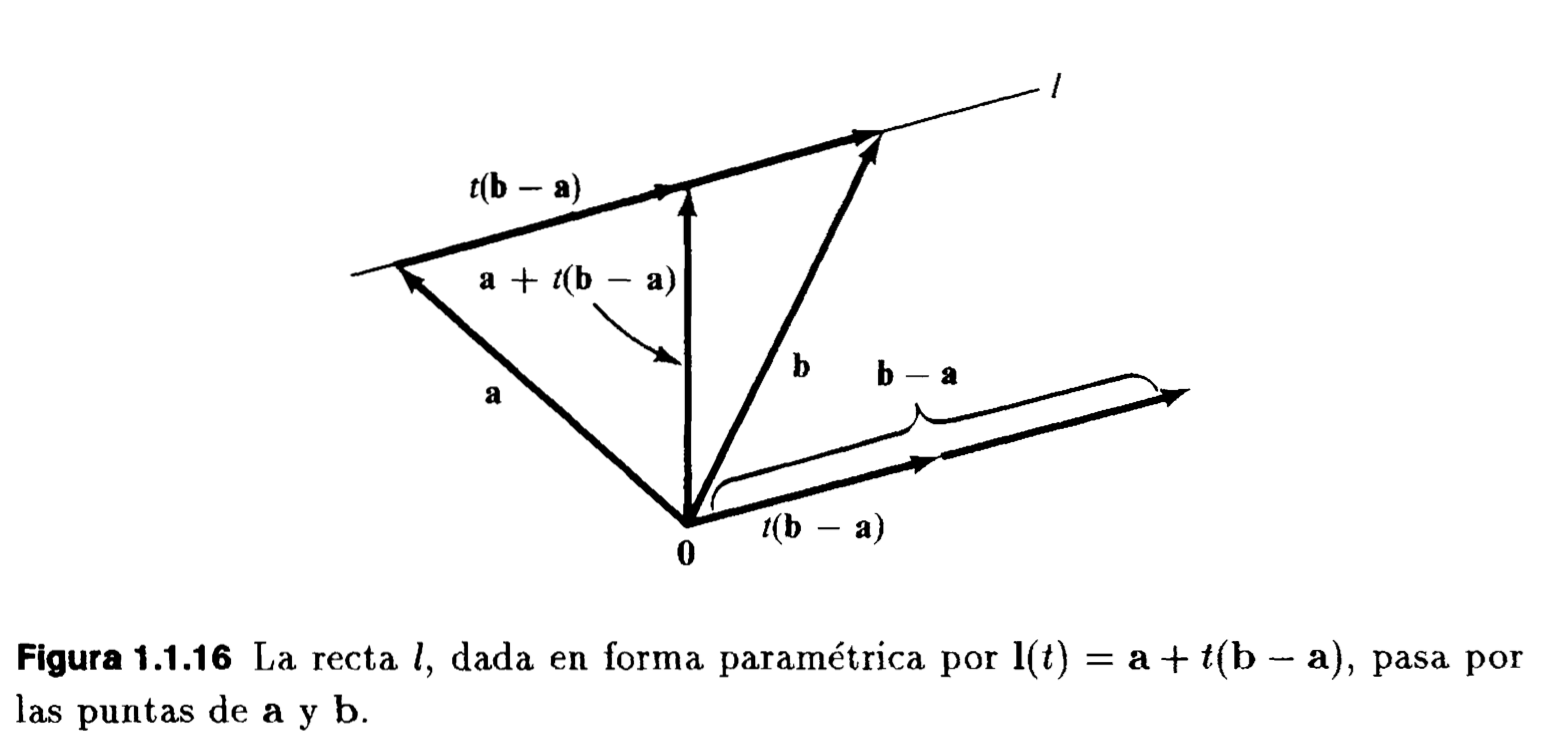 l
t(b − a)
a + t(b − a)
b
b − a
a
t(b − a)
0
Figura 1.1.16 La recta l, dada en forma paramétrica por l(t) = a + t(b − a), pasa por
las puntas de a y b.